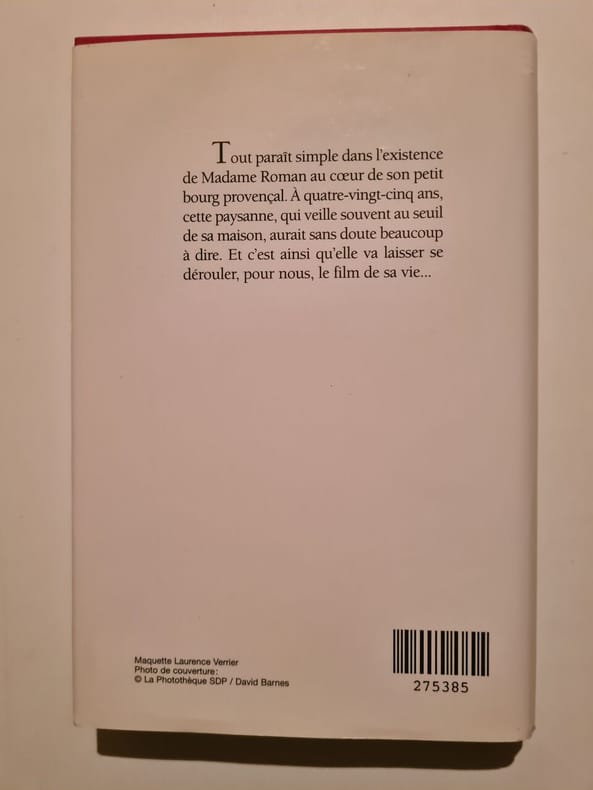 Tout paraît simple dans l'existence
de Madame Roman au cœur de son petit
bourg provençal. À quatre-vingt-cinq ans,
cette paysanne, qui veille souvent au seuil
de sa maison, aurait sans doute beaucoup
à dire. Et c'est ainsi qu'elle va laisser se
dérouler, pour nous, le film de sa vie...
Maquette Laurence Verrier
Photo de couverture :
© La Photothèque SDP / David Barnes
275385